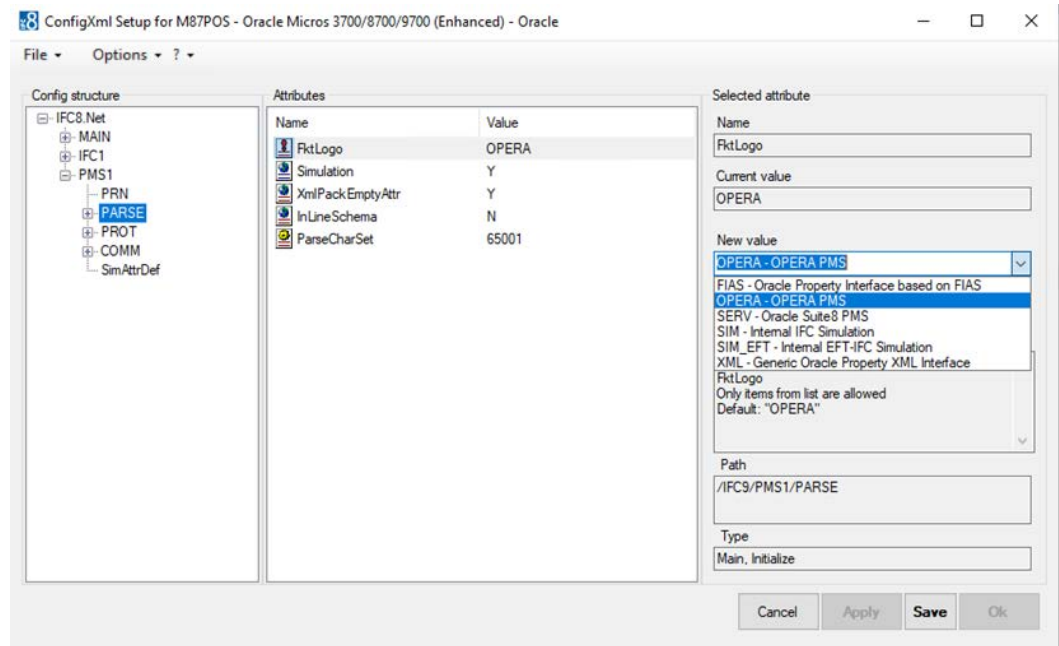 ConfigXml Setup for M87POS - Oracle Micros 3700/8700/9700 (Enhanced) - Oracle
File Options ?
Config structure
IFC8.Net
MAIN
IFC1
PMS1
PRN
PARSE
PROT
COMM
SimAttrDef
Attributes
Name Value
FktLogo OPERA
Simulation Y
XmlPackEmptyAttr Y
InLineSchema N
ParseCharSet 65001
Selected attribute
Name
FktLogo
Current value
OPERA
New value
OPERA - OPERA PMS
FIAS - Oracle Property Interface based on FIAS
OPERA - OPERA PMS
SERV - Oracle Suite8 PMS
SIM - Internal IFC Simulation
SIM_EFT - Internal EFT-IFC Simulation
XML - Generic Oracle Property XML Interface
FktLogo
Only items from list are allowed
Default: "OPERA"
Path
/IFC9/PMS1/PARSE
Type
Main, Initialize
Cancel Apply Save Ok